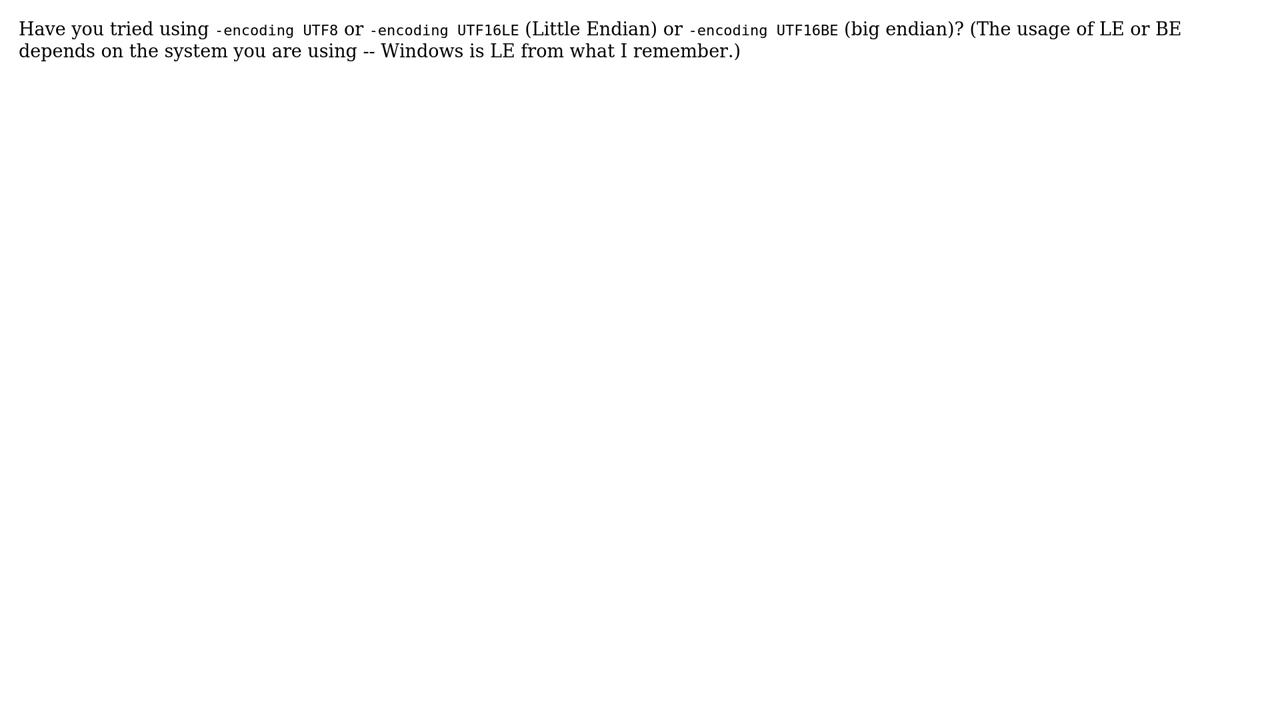 Have you tried using -encoding UTF8 or -encoding UTF16LE (Little Endian) or -encoding UTF16BE (big endian)? (The usage of LE or BE
depends on the system you are using -- Windows is LE from what I remember.)